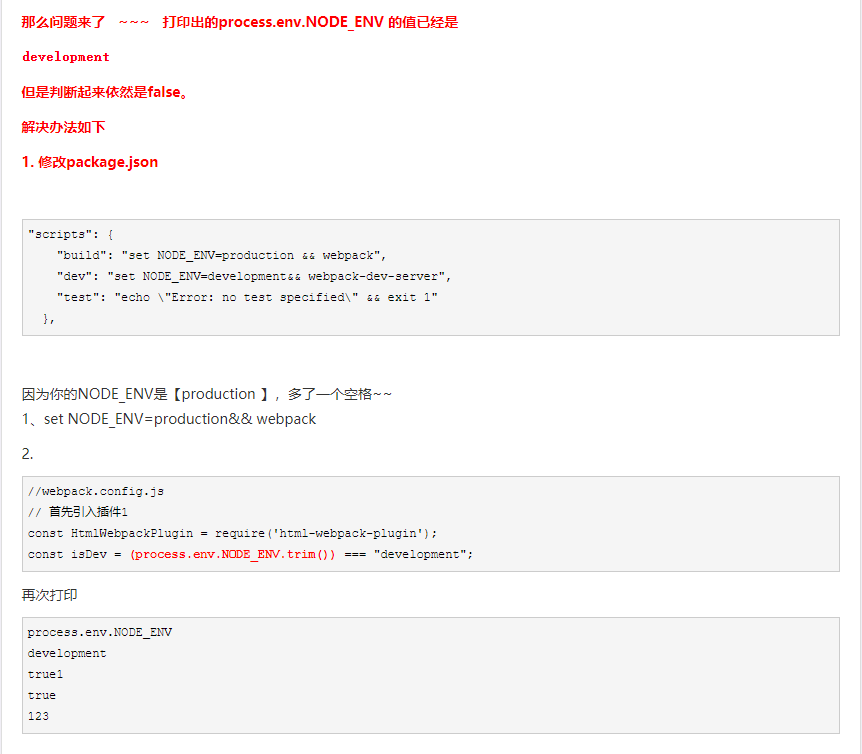 那么问题来了 ~~~ 打印出的process.env.NODE_ENV 的值已经是
development
但是判断起来依然是false。
解决办法如下
1. 修改package.json
"scripts": {
    "build": "set NODE_ENV=production && webpack",
    "dev": "set NODE_ENV=development&& webpack-dev-server",
    "test": "echo \"Error: no test specified\" && exit 1"
  },
因为你的NODE_ENV是【production 】，多了一个空格~~
1、set NODE_ENV=production&& webpack
2.
//webpack.config.js
// 首先引入插件1
const HtmlWebpackPlugin = require('html-webpack-plugin');
const isDev = (process.env.NODE_ENV.trim()) === "development";
再次打印
process.env.NODE_ENV
development
true1
true
123